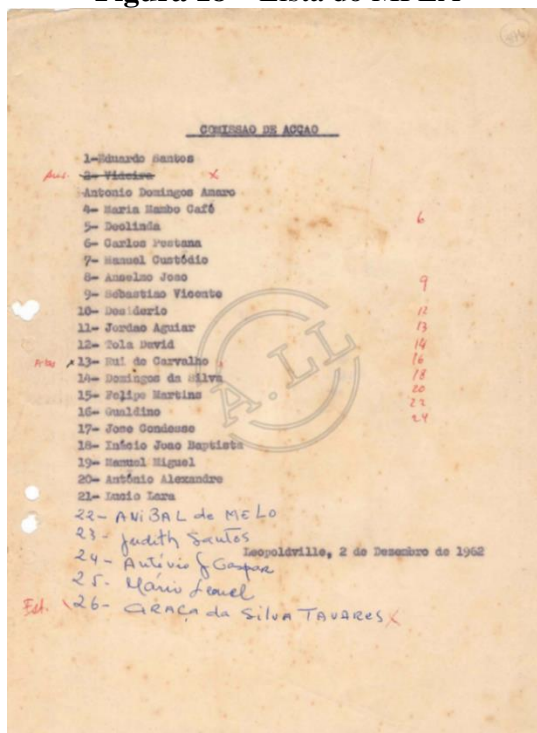 Figura 18 – Lista do MPLA
COMISSAO DE ACÇAO
1-Eduardo Santos
Aus. 2- Videira x
Antonio Domingos Amaro
4- Maria Mambo Café
6
5- Deolinda
6- Carlos Pestana
7- Manuel Custódio
8- Anselmo Joao
9
9- Sebastiao Vicente
10- Desiderio
12
11- Jordao Aguiar
13
12- Tola David
14
13- Rui de Carvalho
16
14- Domingos da Silva
18
15- Felipe Martins
20
16- Gualdino
22
17- Jose Condesse
24
18- Inácio Joao Baptista
19- Manuel Miguel
20- António Alexandre
21- Lucio Lara
22- ANIBAL de MELO
23- Judith Santos
Leopoldville, 2 de Dezembro de 1962
24- António J Gaspar
25- Mário Leonel
Est. 26- GRAÇA da Silva TAVARES x
A.LL